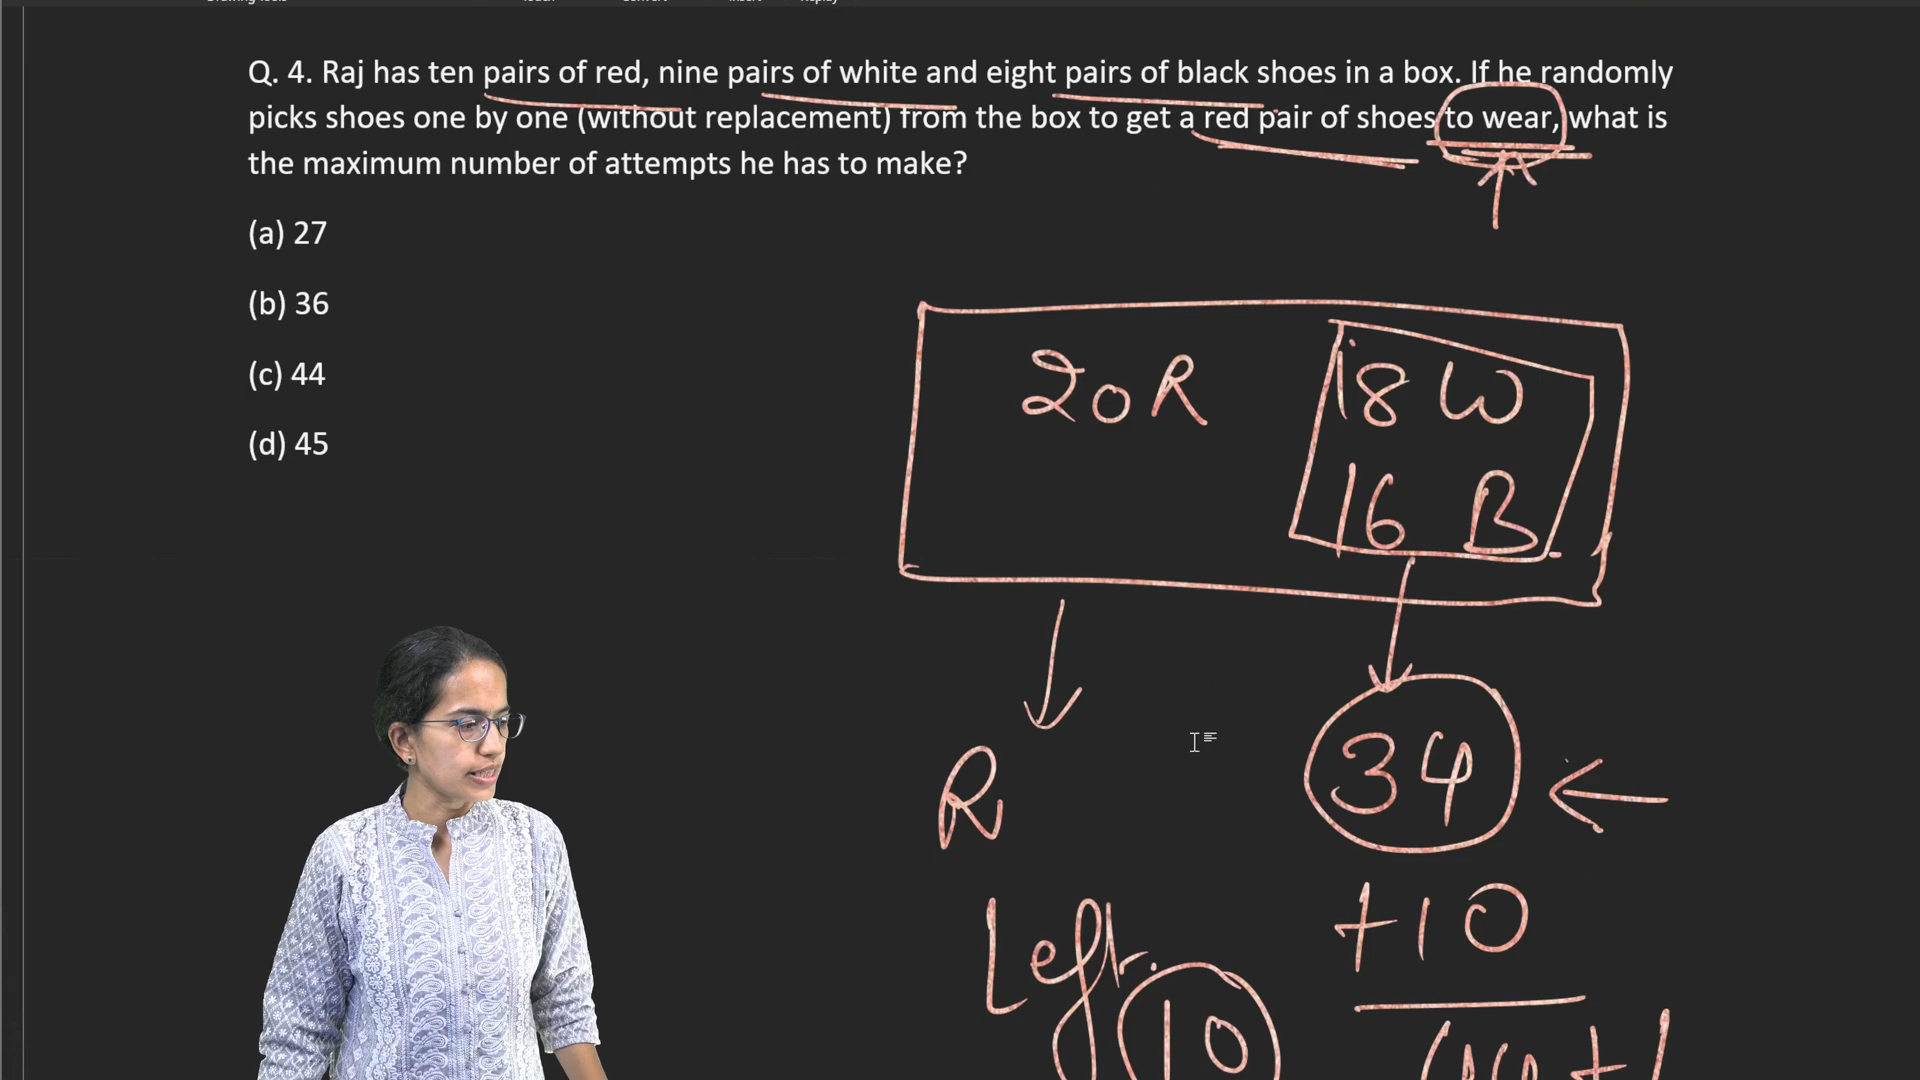 Q. 4. Raj has ten pairs of red, nine pairs of white and eight pairs of black shoes in a box. If he randomly
picks shoes one by one (without replacement) from the box to get a red pair of shoes to wear, what is
the maximum number of attempts he has to make?
(a) 27
(b) 36
(c) 44
(d) 45
20 R
18 W
16 B
R
34
Left
10
+10